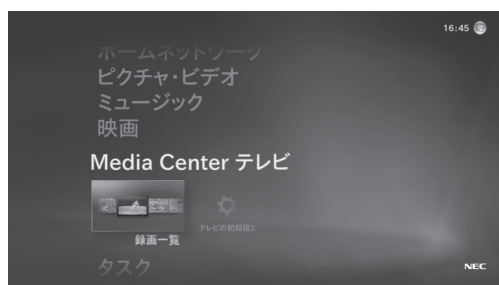 16:45
ホームネットワーク
ピクチャ・ビデオ
ミュージック
映画
Media Center テレビ
テレビの初期設定
録画一覧
タスク
NEC